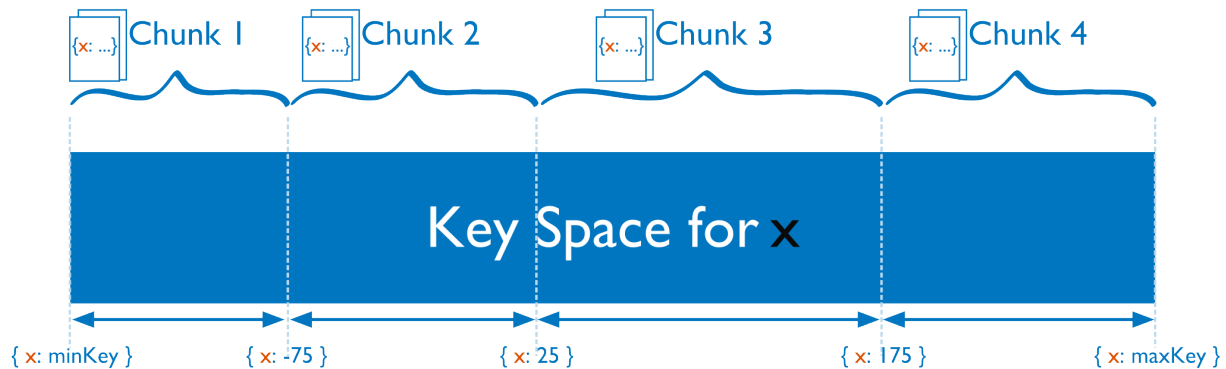 {x: ...} Chunk 1
{x: ...} Chunk 2
{x: ...} Chunk 3
{x: ...} Chunk 4
Key Space for x
{ x: minKey }
{ x: -75 }
{ x: 25 }
{ x: 175 }
{ x: maxKey }